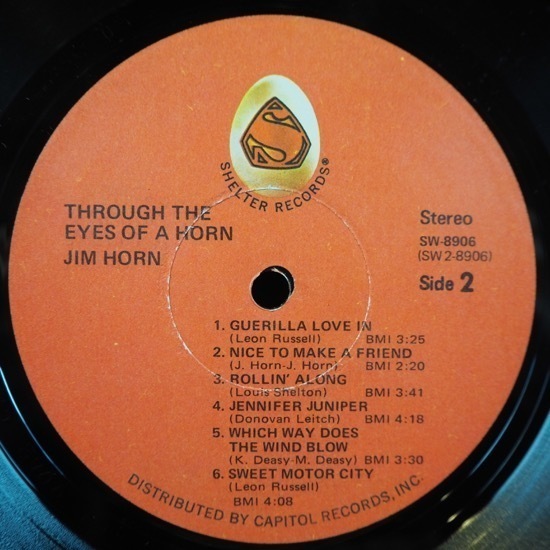 SHELTER RECORDS®
THROUGH THE
EYES OF A HORN
JIM HORN
Stereo
SW-8906
(SW2-8906)
Side 2
1. GUERILLA LOVE IN
(Leon Russell) BMI 3:25
2. NICE TO MAKE A FRIEND
(J. Horn-J. Horn) BMI 2:20
3. ROLLIN' ALONG
(Louis Shelton) BMI 3:41
4. JENNIFER JUNIPER
(Donovan Leitch) BMI 4:18
5. WHICH WAY DOES
THE WIND BLOW
(K. Deasy-M. Deasy) BMI 3:30
6. SWEET MOTOR CITY
(Leon Russell)
BMI 4:08
DISTRIBUTED BY CAPITOL RECORDS, INC.